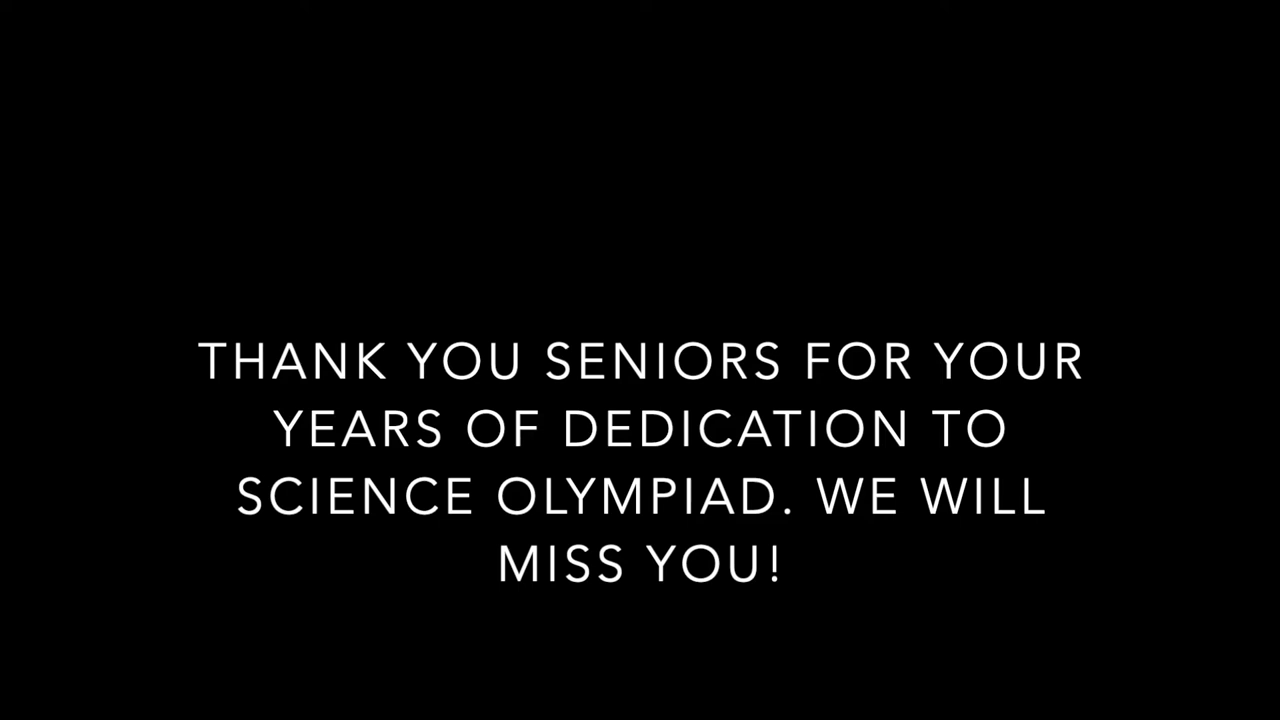 THANK YOU SENIORS FOR YOUR
YEARS OF DEDICATION TO
SCIENCE OLYMPIAD. WE WILL
MISS YOU!